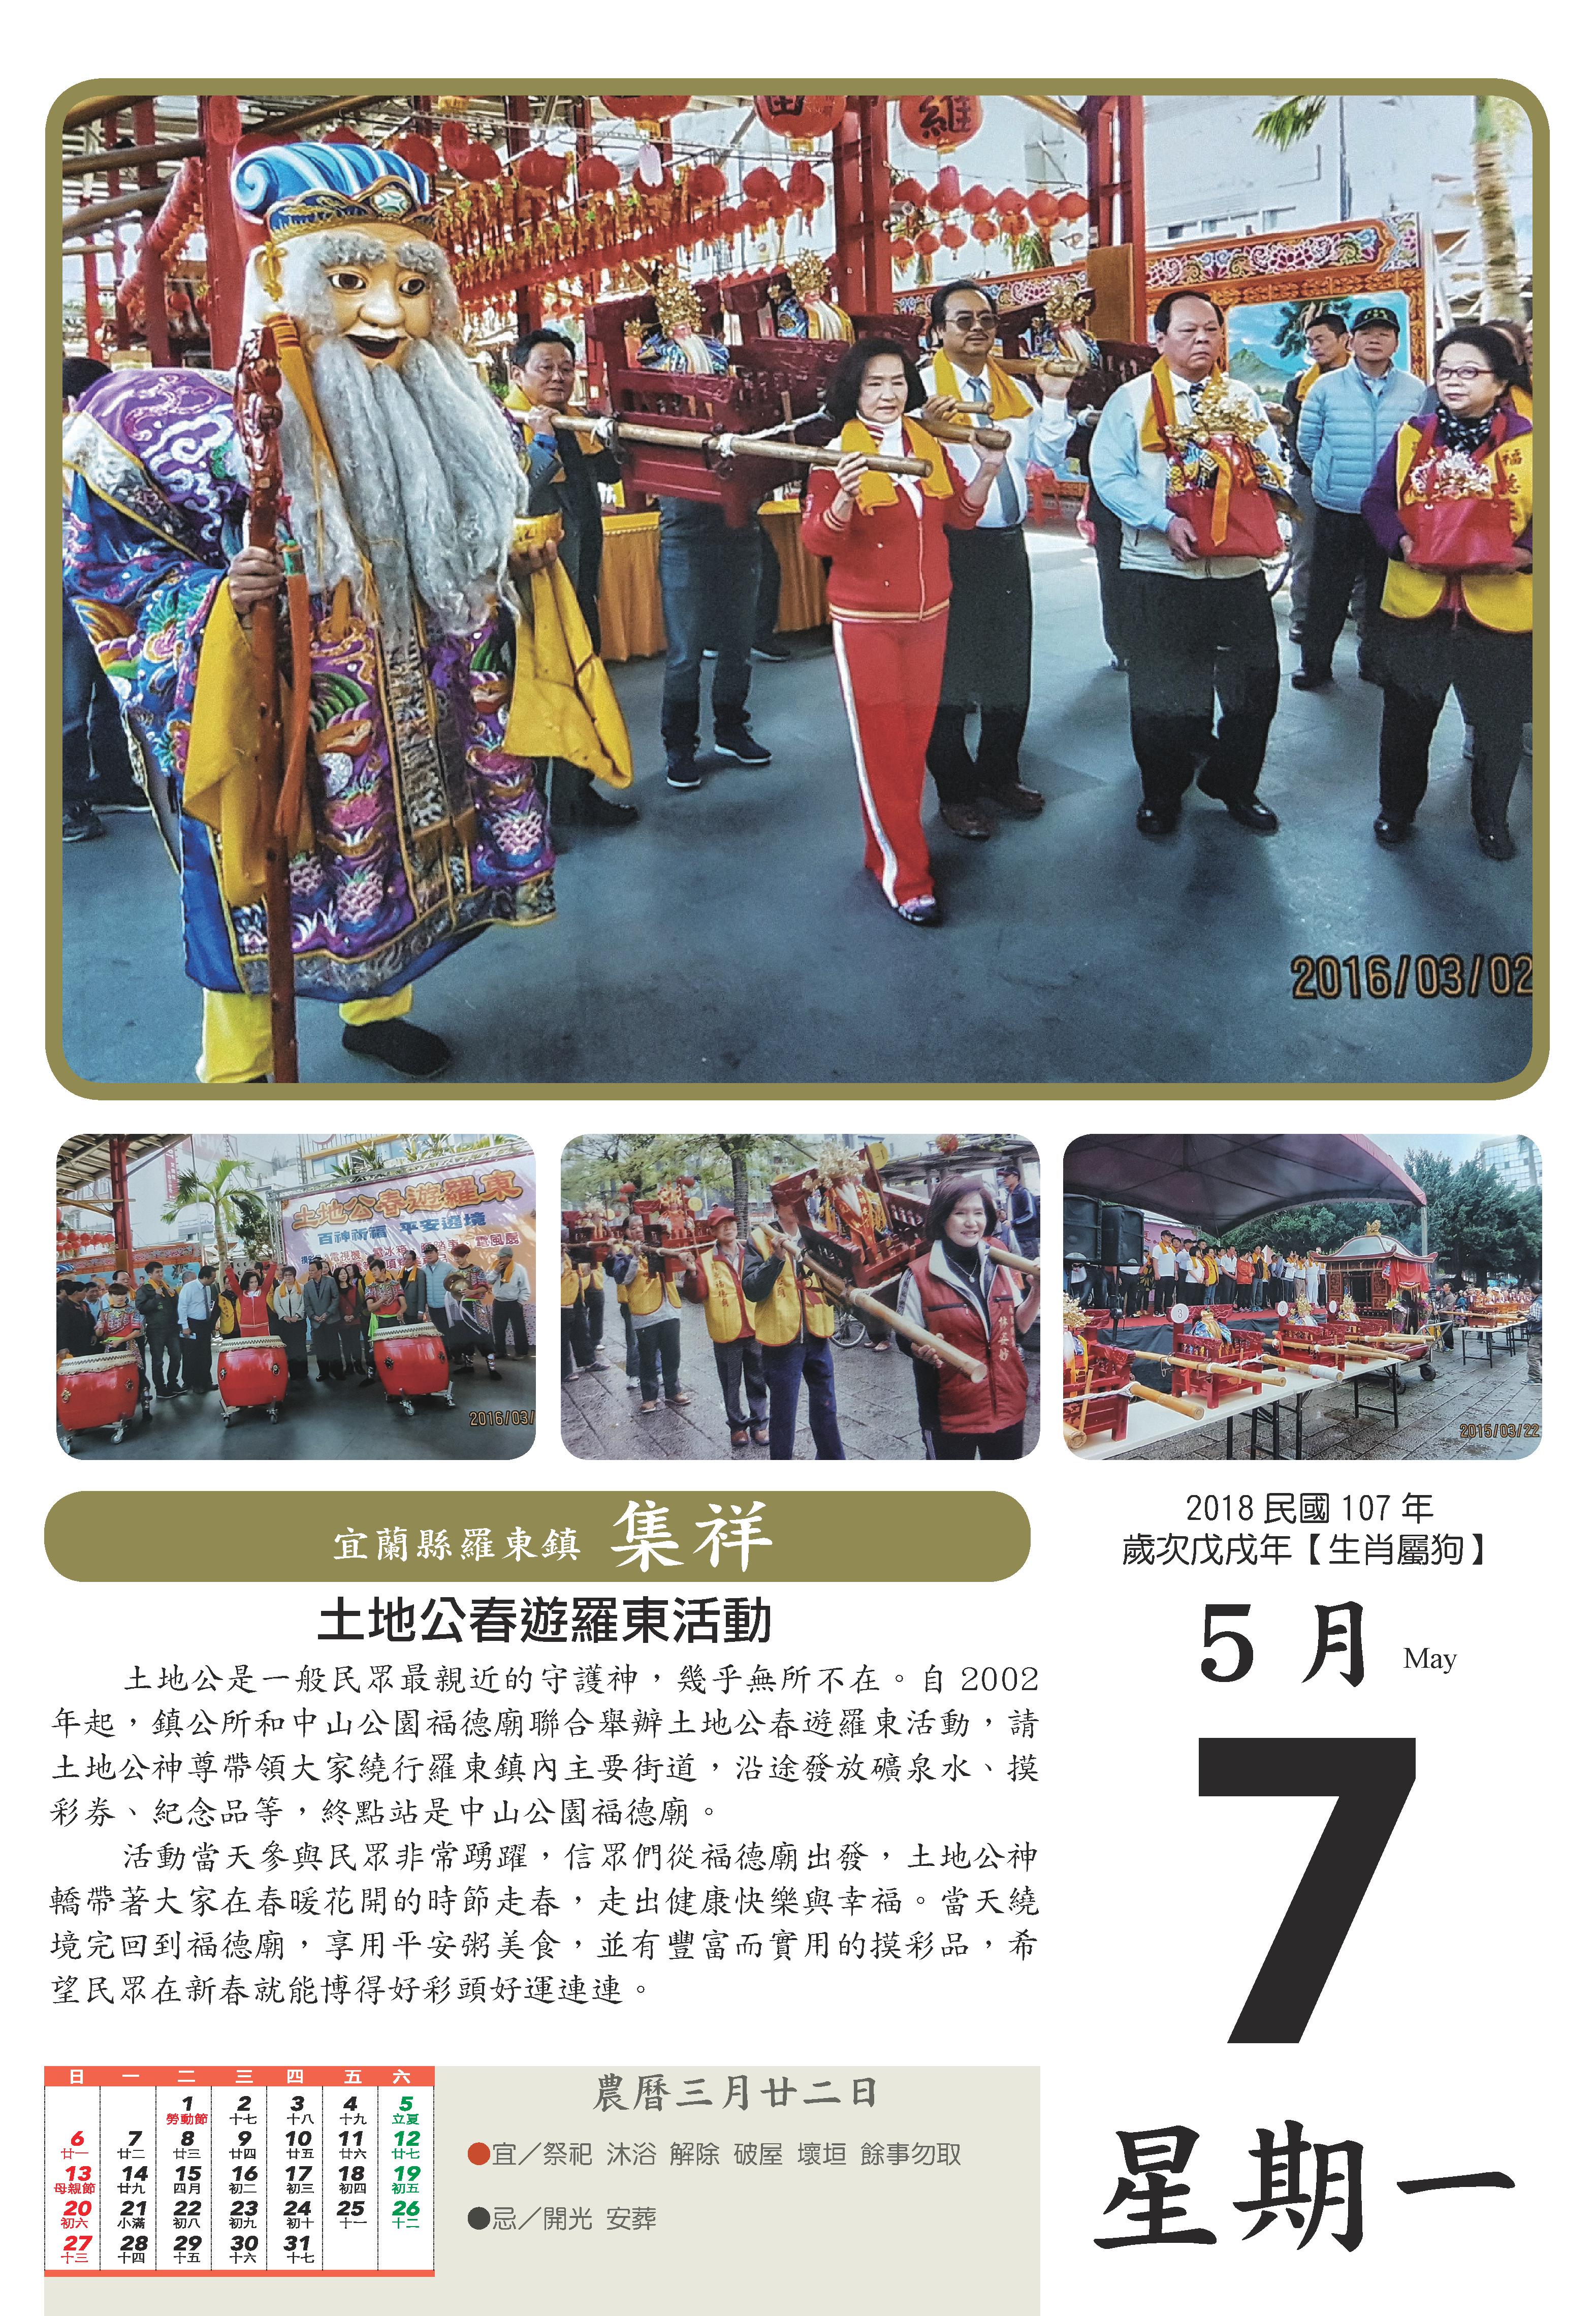 維
福
2016/03/02
土地公春遊羅東
百神祈福 平安遶境
2016/03/
2015/03/22
宜蘭縣羅東鎮 集祥
土地公春遊羅東活動
土地公是一般民眾最親近的守護神，幾乎無所不在。自 2002
年起，鎮公所和中山公園福德廟聯合舉辦土地公春遊羅東活動，請
土地公神尊帶領大家繞行羅東鎮內主要街道，沿途發放礦泉水、摸
彩券、紀念品等，終點站是中山公園福德廟。
活動當天參與民眾非常踴躍，信眾們從福德廟出發，土地公神
轎帶著大家在春暖花開的時節走春，走出健康快樂與幸福。當天繞
境完回到福德廟，享用平安粥美食，並有豐富而實用的摸彩品，希
望民眾在新春就能博得好彩頭好運連連。
2018 民國 107 年
歲次戊戌年【生肖屬狗】
5 月 May
7
星期一
日 一 二 三 四 五 六
1 2 3 4 5
勞動節 十七 十八 十九 立夏
6 7 8 9 10 11 12
廿一 廿二 廿三 廿四 廿五 廿六 廿七
13 14 15 16 17 18 19
母親節 廿九 四月 初二 初三 初四 初五
20 21 22 23 24 25 26
初六 小滿 初八 初九 初十 十一 十二
27 28 29 30 31
十三 十四 十五 十六 十七
農曆三月廿二日
●宜／祭祀 沐浴 解除 破屋 壞垣 餘事勿取
●忌／開光 安葬